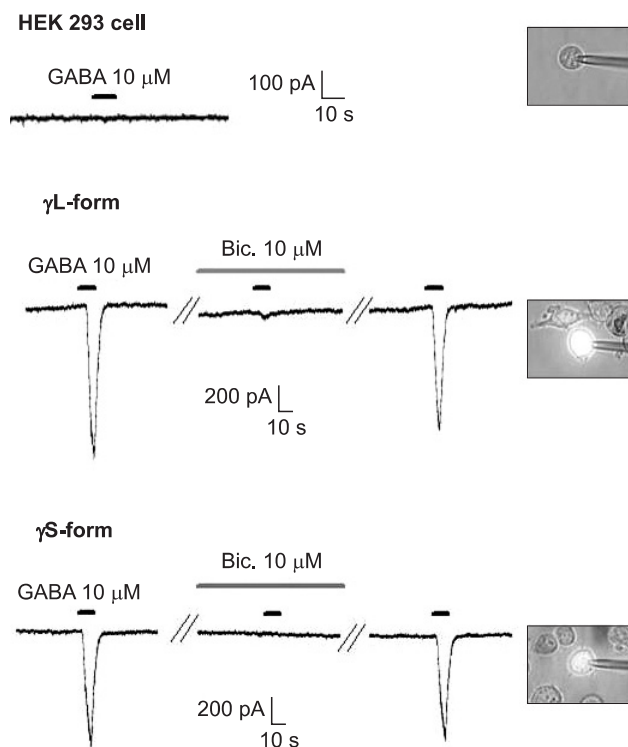 HEK 293 cell
GABA 10 μM
100 pA
10 s
γL-form
GABA 10 μM
Bic. 10 μM
200 pA
10 s
γS-form
GABA 10 μM
Bic. 10 μM
200 pA
10 s